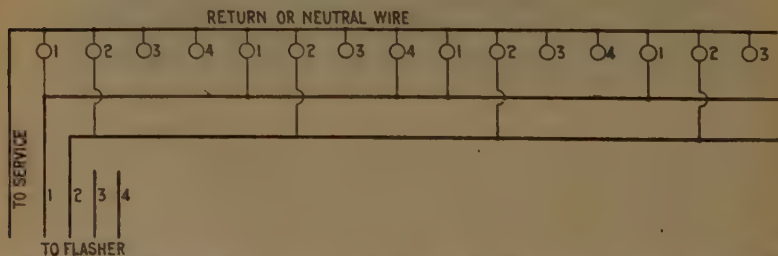 RETURN OR NEUTRAL WIRE
1 2 3 4 1 2 3 4 1 2 3 4 1 2 3
TO SERVICE
1 2 3 4
TO FLASHER